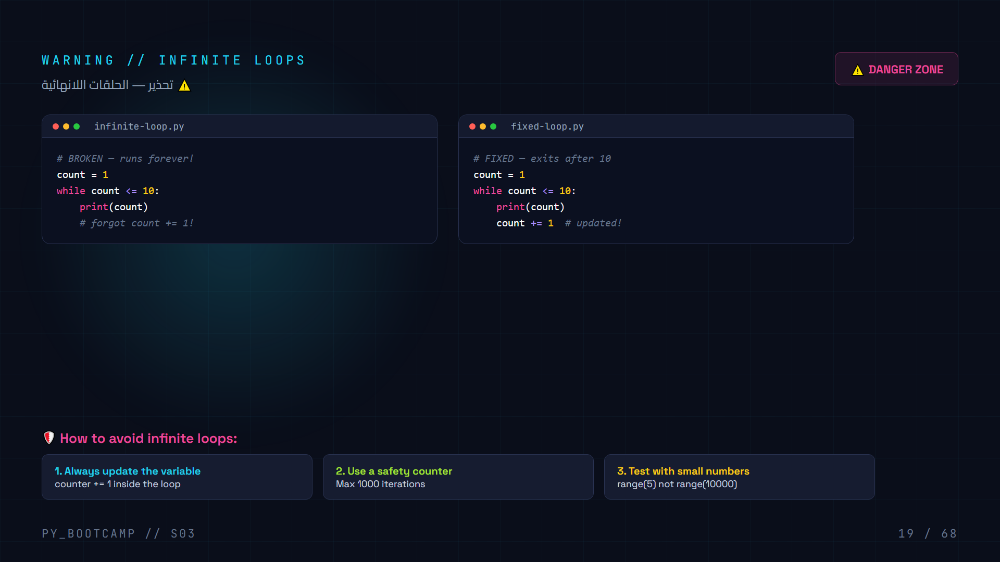 WARNING // INFINITE LOOPS
⚠️ تحذير — الحلقات اللانهائية
⚠️ DANGER ZONE
infinite-loop.py
# BROKEN — runs forever!
count = 1
while count <= 10:
    print(count)
    # forgot count += 1!
fixed-loop.py
# FIXED — exits after 10
count = 1
while count <= 10:
    print(count)
    count += 1  # updated!
🛡️ How to avoid infinite loops:
1. Always update the variable
counter += 1 inside the loop
2. Use a safety counter
Max 1000 iterations
3. Test with small numbers
range(5) not range(10000)
PY_BOOTCAMP // S03
19 / 68